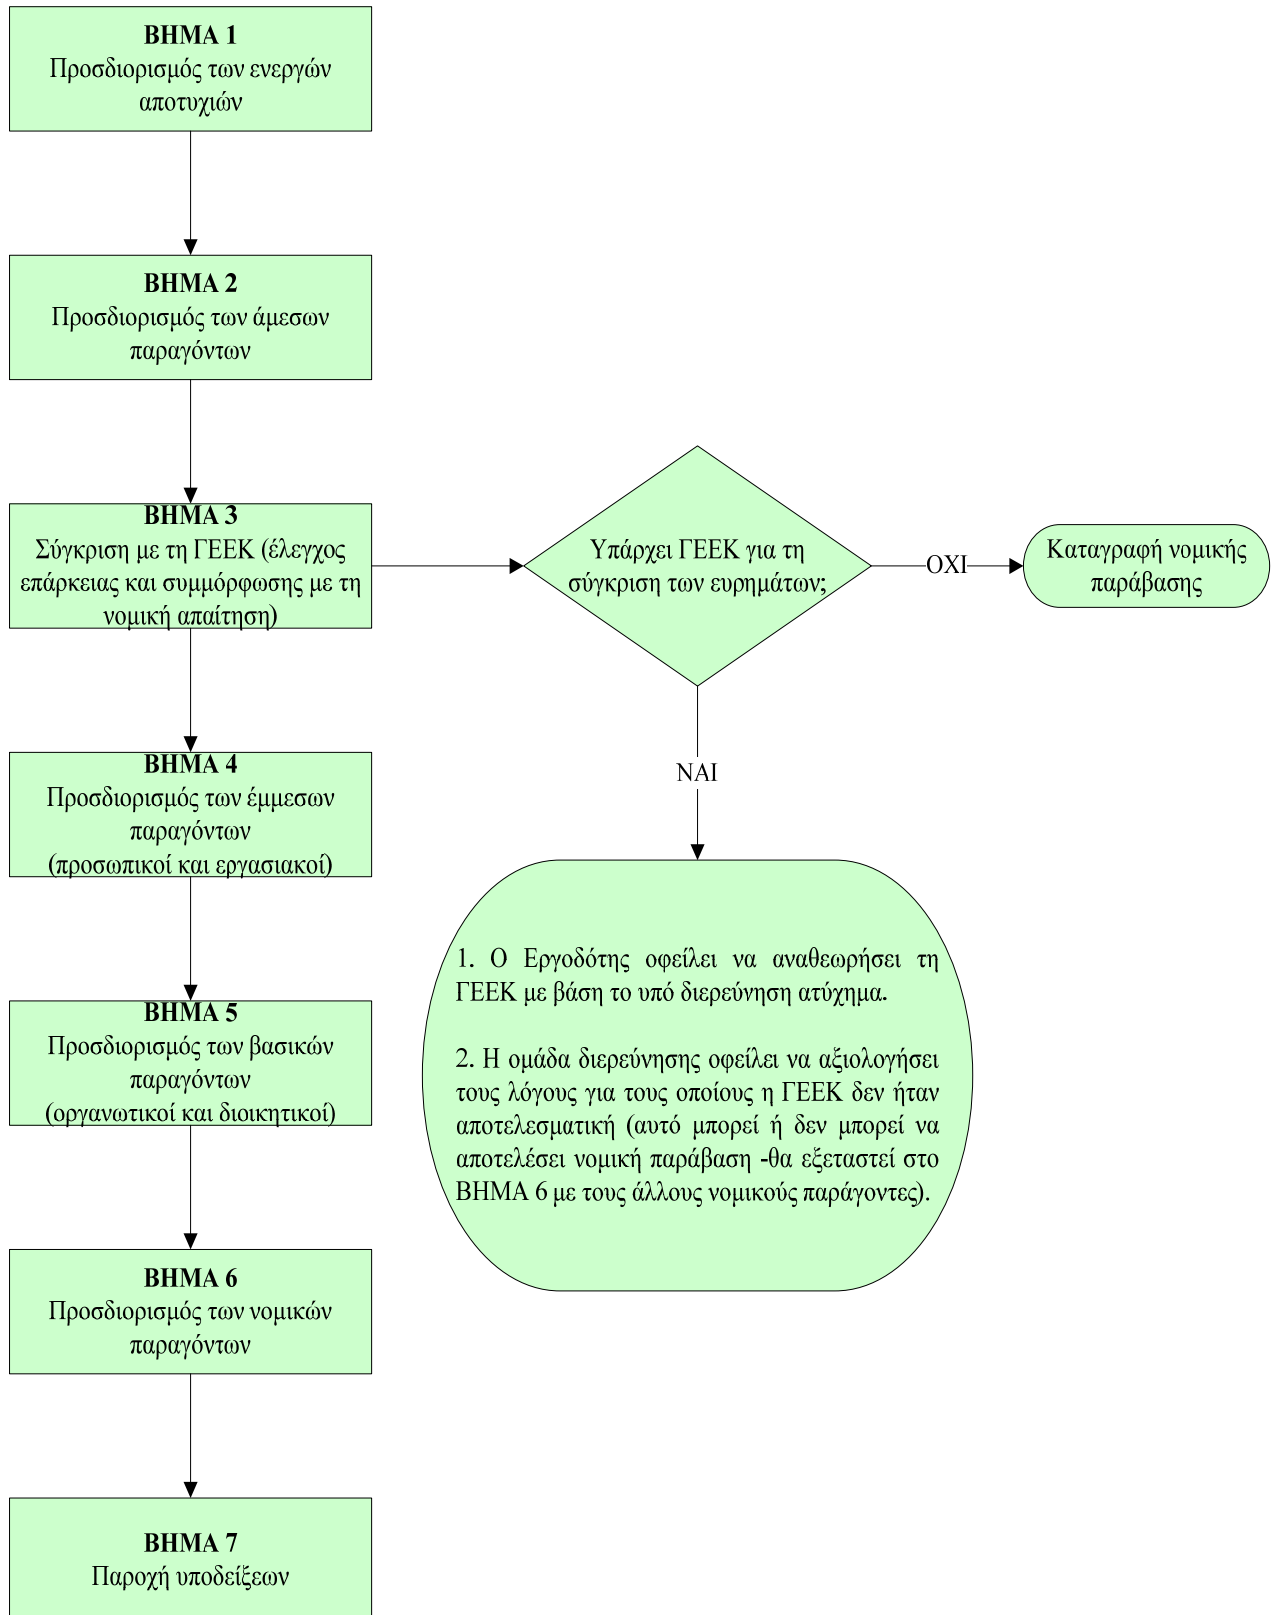 ΒΗΜΑ 1
Προσδιορισμός των ενεργών
αποτυχιών
ΒΗΜΑ 2
Προσδιορισμός των άμεσων
παραγόντων
ΒΗΜΑ 3
Σύγκριση με τη ΓΕΕΚ (έλεγχος
επάρκειας και συμμόρφωσης με τη
νομική απαίτηση)
Υπάρχει ΓΕΕΚ για τη
σύγκριση των ευρημάτων;
ΟΧΙ
Καταγραφή νομικής
παράβασης
ΝΑΙ
1. Ο Εργοδότης οφείλει να αναθεωρήσει τη
ΓΕΕΚ με βάση το υπό διερεύνηση ατύχημα.
2. Η ομάδα διερεύνησης οφείλει να αξιολογήσει
τους λόγους για τους οποίους η ΓΕΕΚ δεν ήταν
αποτελεσματική (αυτό μπορεί ή δεν μπορεί να
αποτελέσει νομική παράβαση -θα εξεταστεί στο
ΒΗΜΑ 6 με τους άλλους νομικούς παράγοντες).
ΒΗΜΑ 4
Προσδιορισμός των έμμεσων
παραγόντων
(προσωπικοί και εργασιακοί)
ΒΗΜΑ 5
Προσδιορισμός των βασικών
παραγόντων
(οργανωτικοί και διοικητικοί)
ΒΗΜΑ 6
Προσδιορισμός των νομικών
παραγόντων
ΒΗΜΑ 7
Παροχή υποδείξεων